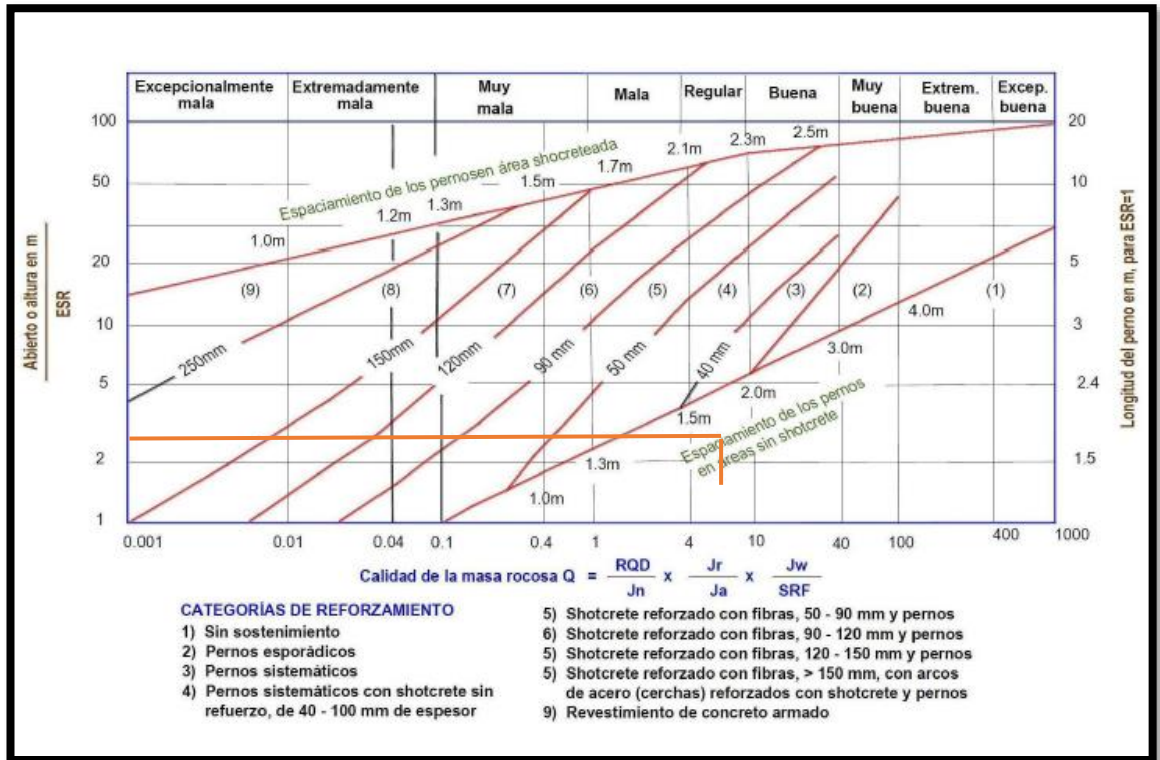 Excepcionalmente mala
Extremadamente mala
Muy mala
Mala
Regular
Buena
Muy buena
Extrem. buena
Excep. buena
100
50
20
10
5
2
1
20
10
5
3
2.4
1.5
Abierto o altura en m
ESR
Longitud del perno en m, para ESR=1
Espaciamiento de los pernosen área shocreteada
1.0m
1.2m
1.3m
1.5m
1.7m
2.1m
2.3m
2.5m
(9)
(8)
(7)
(6)
(5)
(4)
(3)
(2)
(1)
250mm
150mm
120mm
90 mm
50 mm
40 mm
4.0m
3.0m
2.0m
1.5m
1.3m
1.0m
Espaciamiento de los pernos
en áreas sin shotcrete
0.001
0.01
0.04
0.1
0.4
1
4
10
40
100
400
1000
Calidad de la masa rocosa Q = RQD / Jn x Jr / Ja x Jw / SRF
CATEGORÍAS DE REFORZAMIENTO
1) Sin sostenimiento
2) Pernos esporádicos
3) Pernos sistemáticos
4) Pernos sistemáticos con shotcrete sin
refuerzo, de 40 - 100 mm de espesor
5) Shotcrete reforzado con fibras, 50 - 90 mm y pernos
6) Shotcrete reforzado con fibras, 90 - 120 mm y pernos
5) Shotcrete reforzado con fibras, 120 - 150 mm y pernos
5) Shotcrete reforzado con fibras, > 150 mm, con arcos
de acero (cerchas) reforzados con shotcrete y pernos
9) Revestimiento de concreto armado